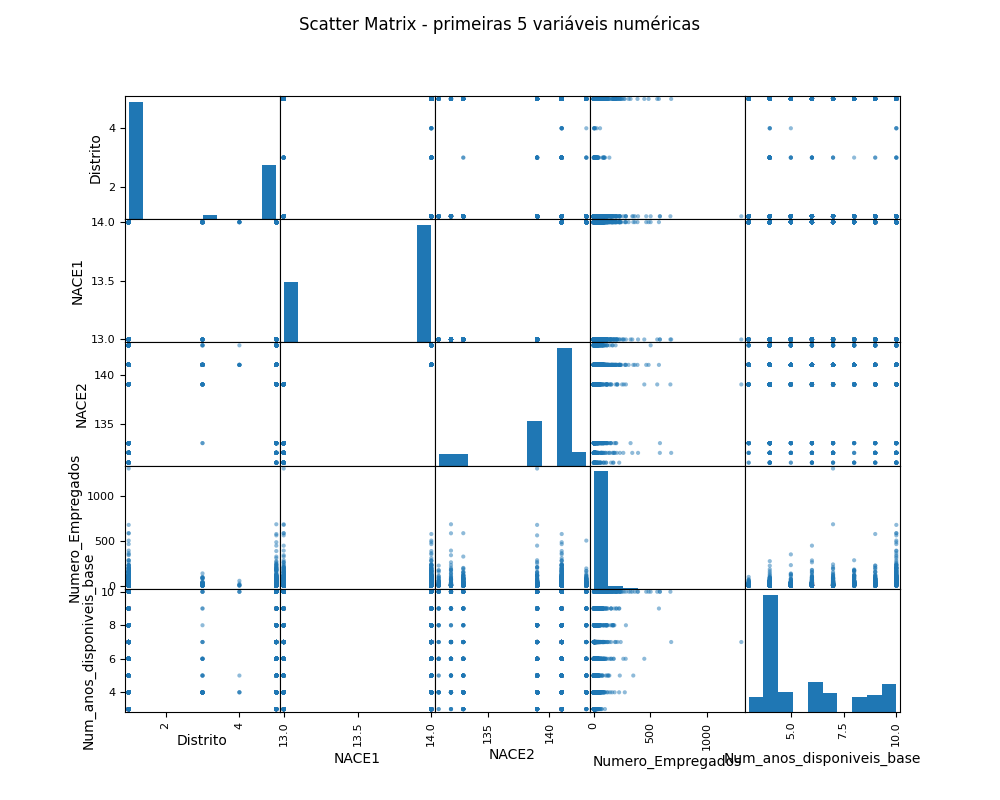 Scatter Matrix - primeiras 5 variáveis numéricas
4
2
Distrito
14.0
13.5
13.0
NACE1
140
135
NACE2
1000
500
0
Numero_Empregados
10
8
6
4
Num_anos_disponiveis_base
2
4
Distrito
13.0
13.5
14.0
NACE1
135
140
NACE2
0
500
1000
Numero_Empregados
5.0
7.5
10.0
Num_anos_disponiveis_base